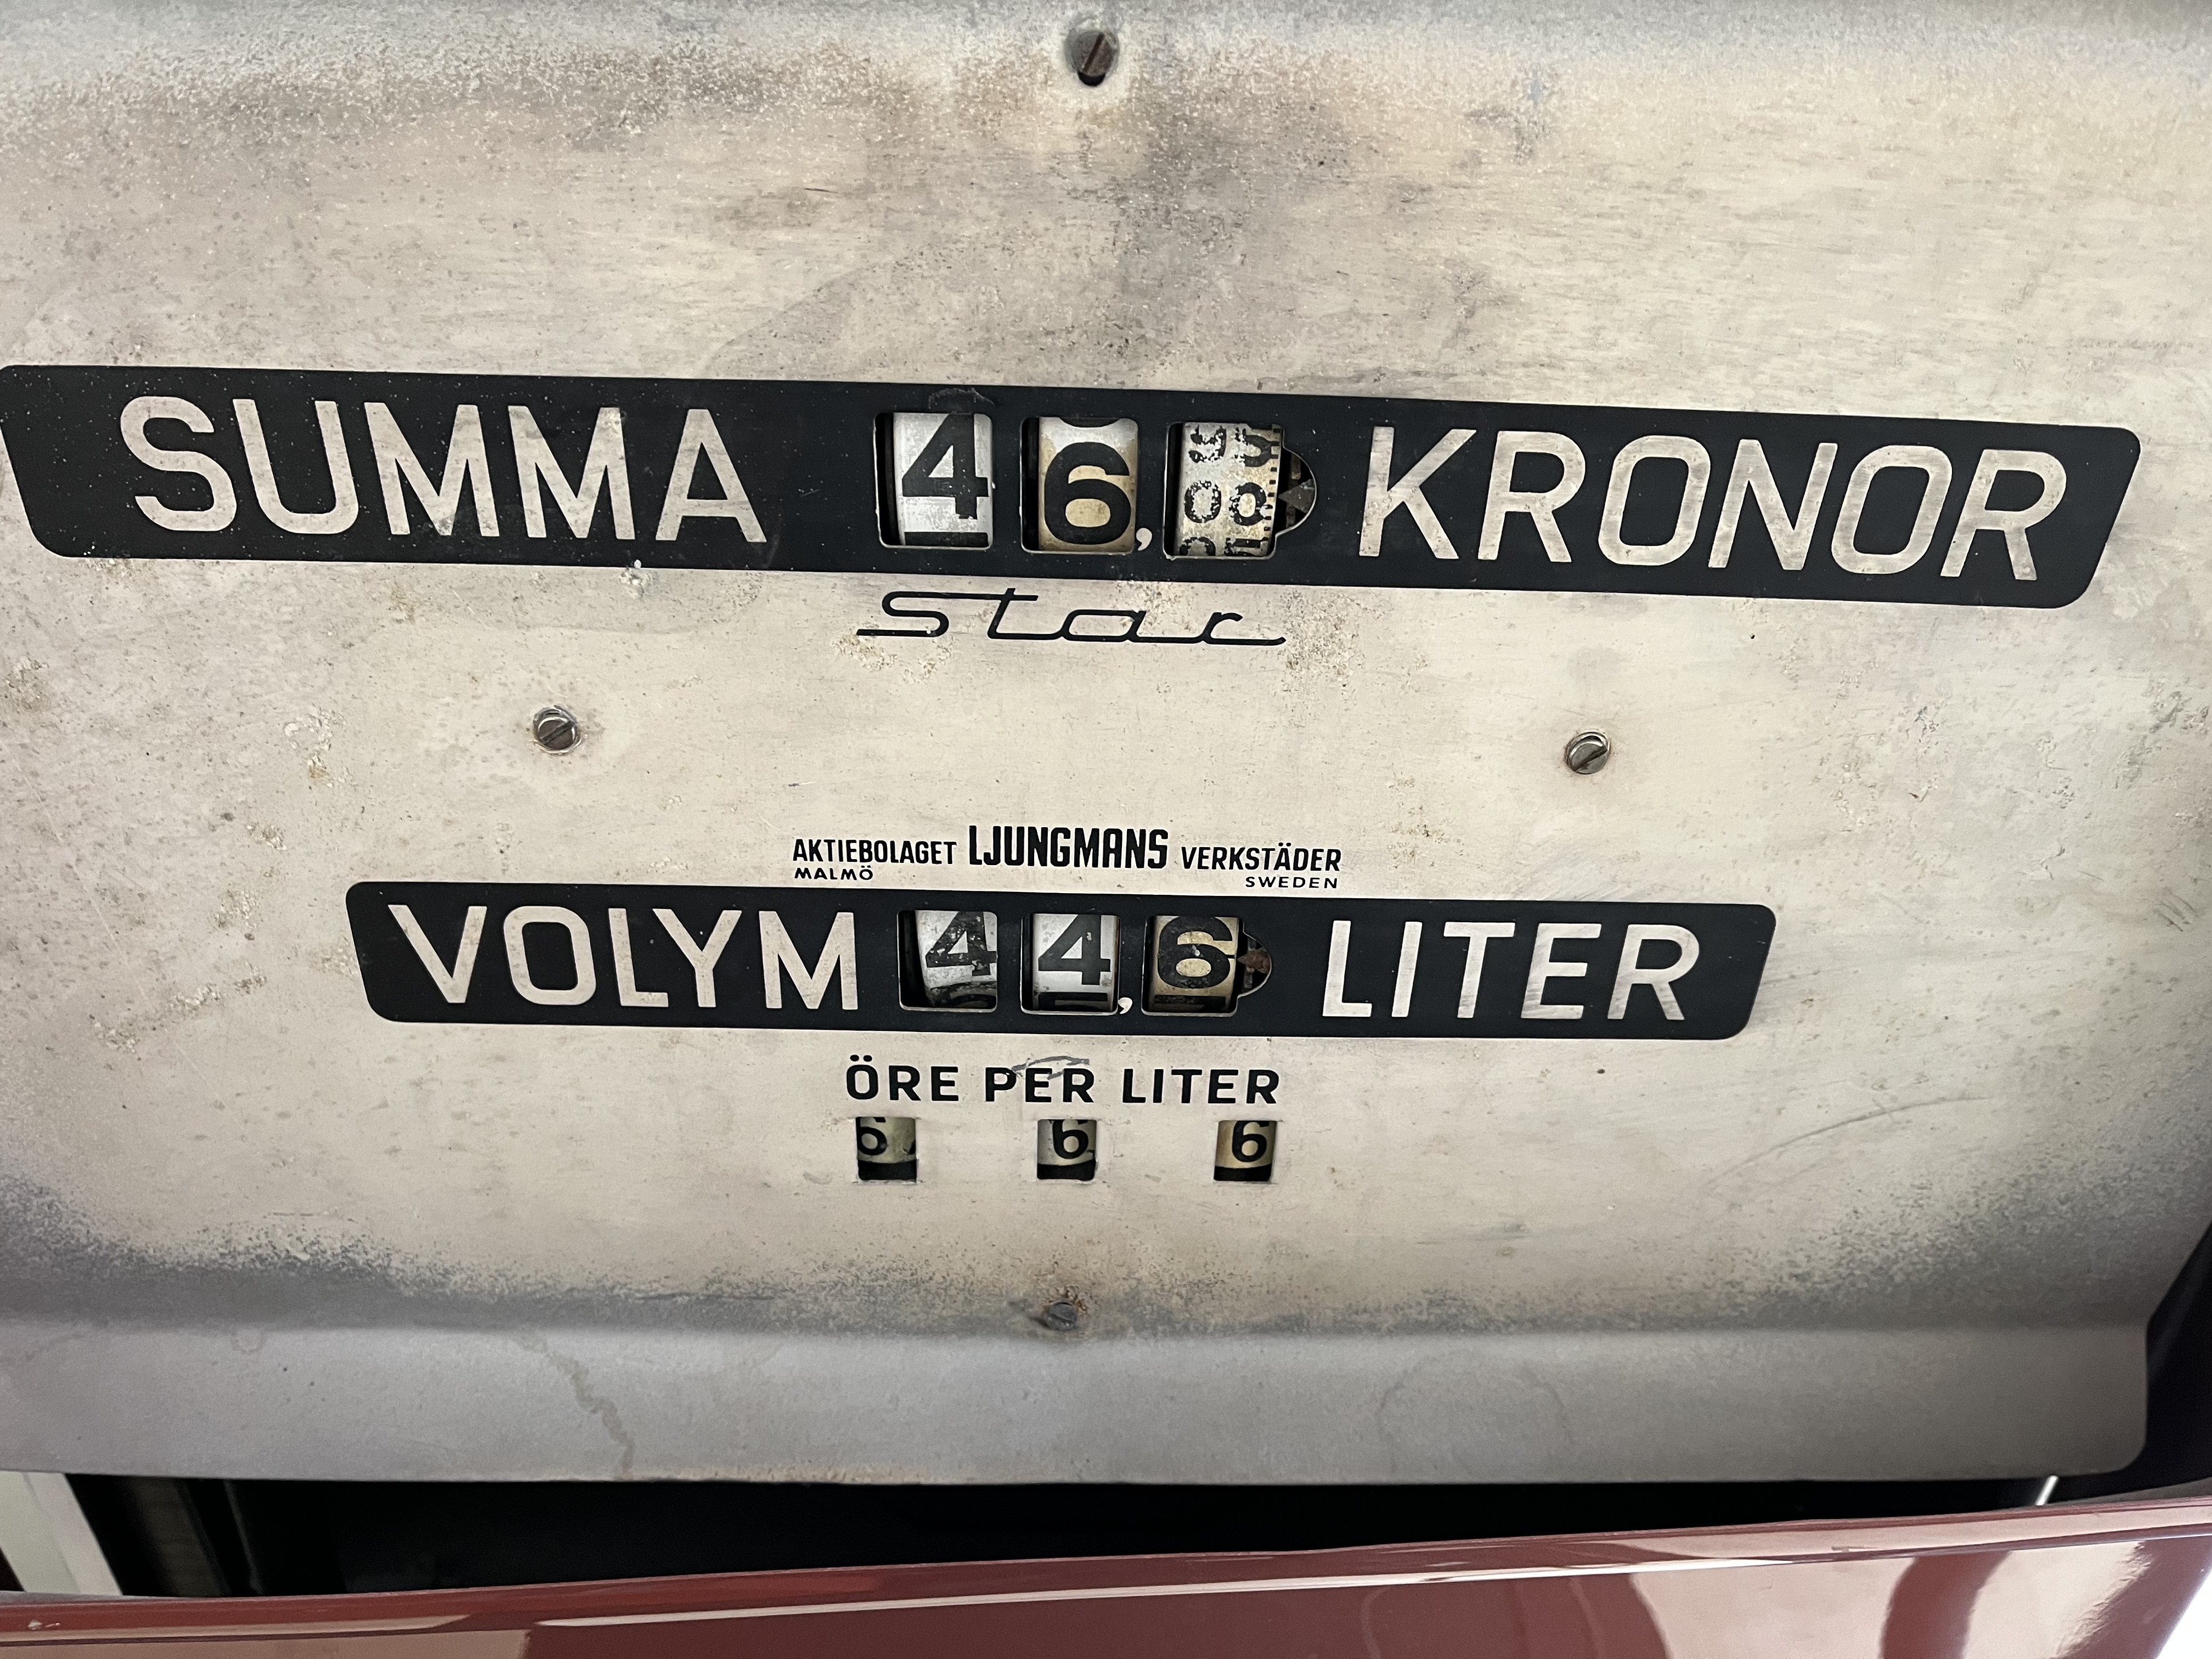 SUMMA 46,00 KRONOR
star
AKTIEBOLAGET LJUNGMANS VERKSTÄDER
MALMÖ SWEDEN
VOLYM 44,6 LITER
ÖRE PER LITER
6 6 6